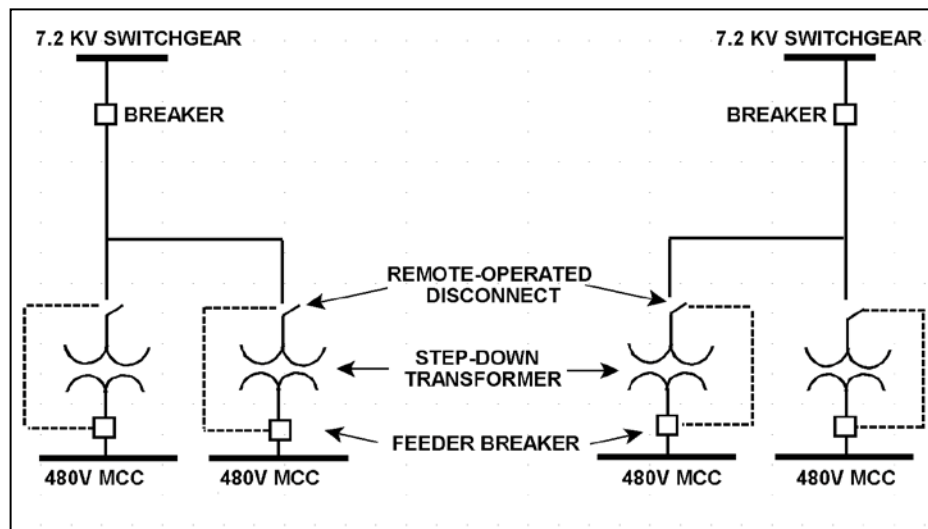 7.2 KV SWITCHGEAR
7.2 KV SWITCHGEAR
BREAKER
BREAKER
REMOTE-OPERATED
DISCONNECT
STEP-DOWN
TRANSFORMER
FEEDER BREAKER
480V MCC
480V MCC
480V MCC
480V MCC